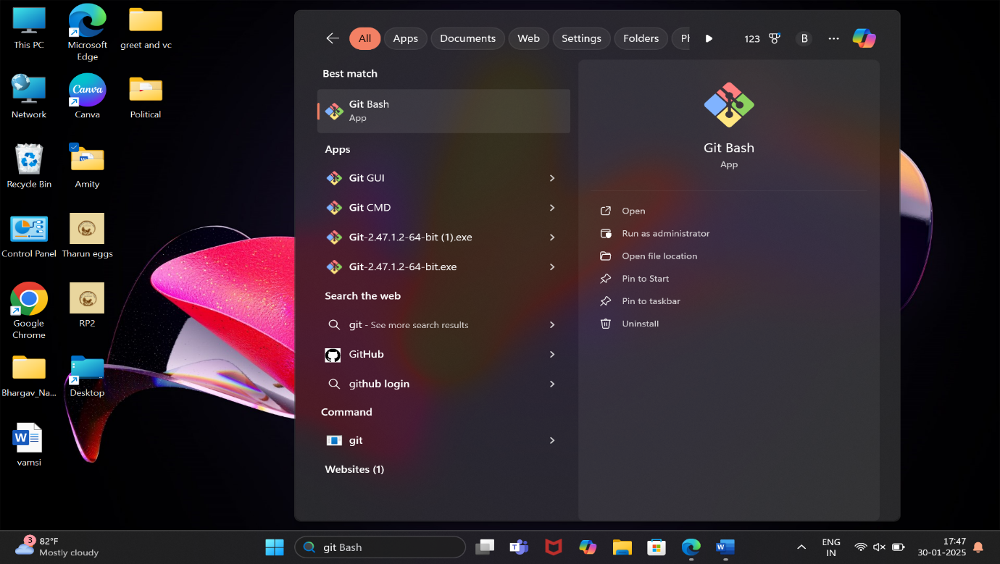 This PC
Microsoft
Edge
greet and vc
Network
Canva
Canva
Political
Recycle Bin
Amity
Control Panel
Tharun eggs
Google
Chrome
RP2
Bhargav_Na...
Desktop
vamsi
All
Apps
Documents
Web
Settings
Folders
123
B
Best match
Git Bash
App
Apps
Git GUI
Git CMD
Git-2.47.1.2-64-bit (1).exe
Git-2.47.1.2-64-bit.exe
Search the web
git - See more search results
GitHub
github login
Command
git
Websites (1)
Git Bash
App
Open
Run as administrator
Open file location
Pin to Start
Pin to taskbar
Uninstall
3
82°F
Mostly cloudy
git Bash
ENG
IN
17:47
30-01-2025